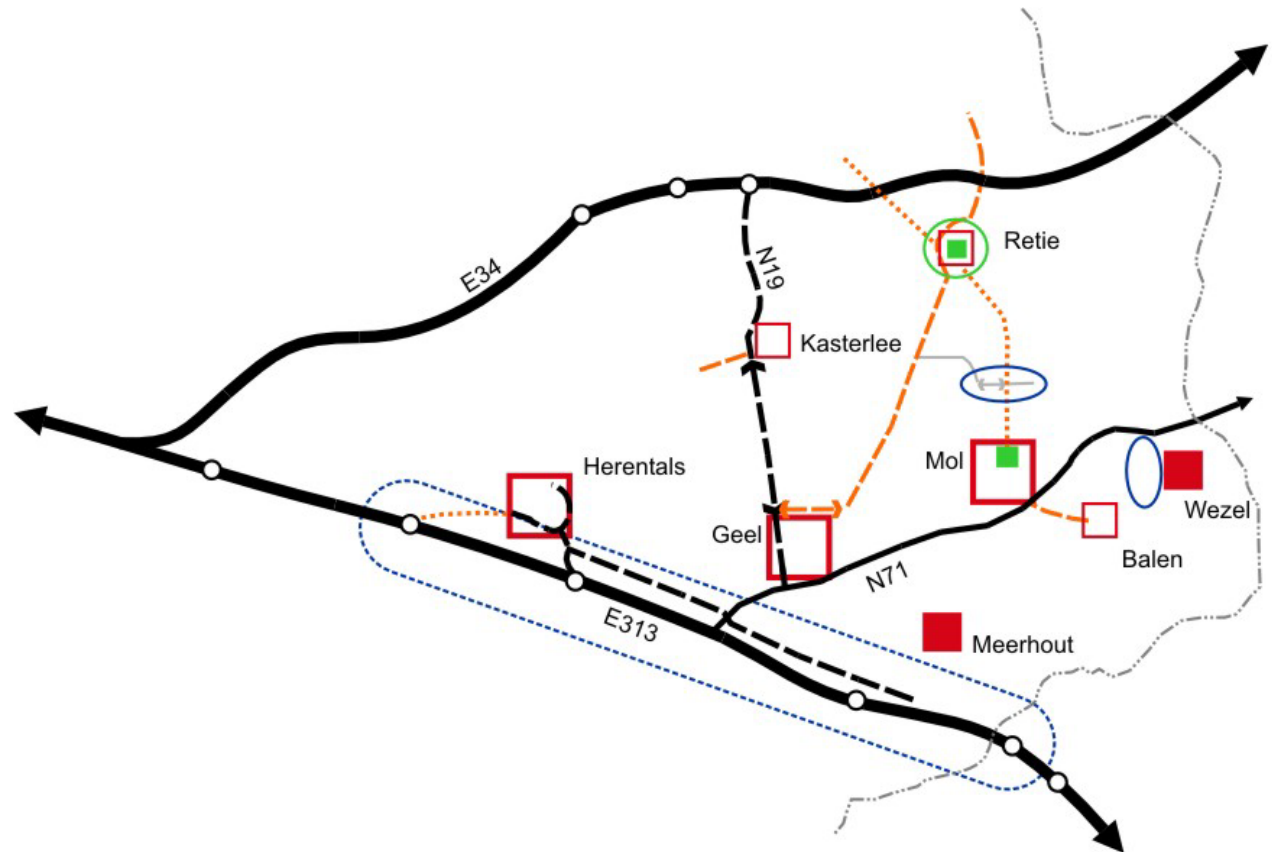 Retie
N19
E34
Kasterlee
Mol
Herentals
Wezel
Geel
Balen
N71
E313
Meerhout